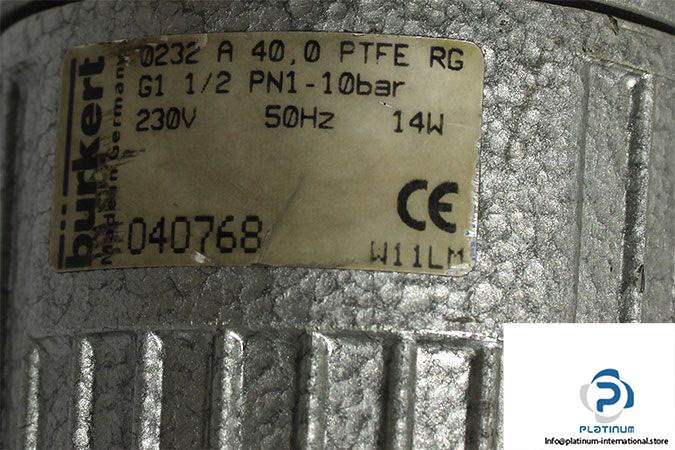 0232 A 40,0 PTFE RG
G1 1/2 PN1-10bar
230V 50Hz 14W
bürkert
Made in Germany
040768
CE
W11LM
PLATINUM
Info@platinum-international.store